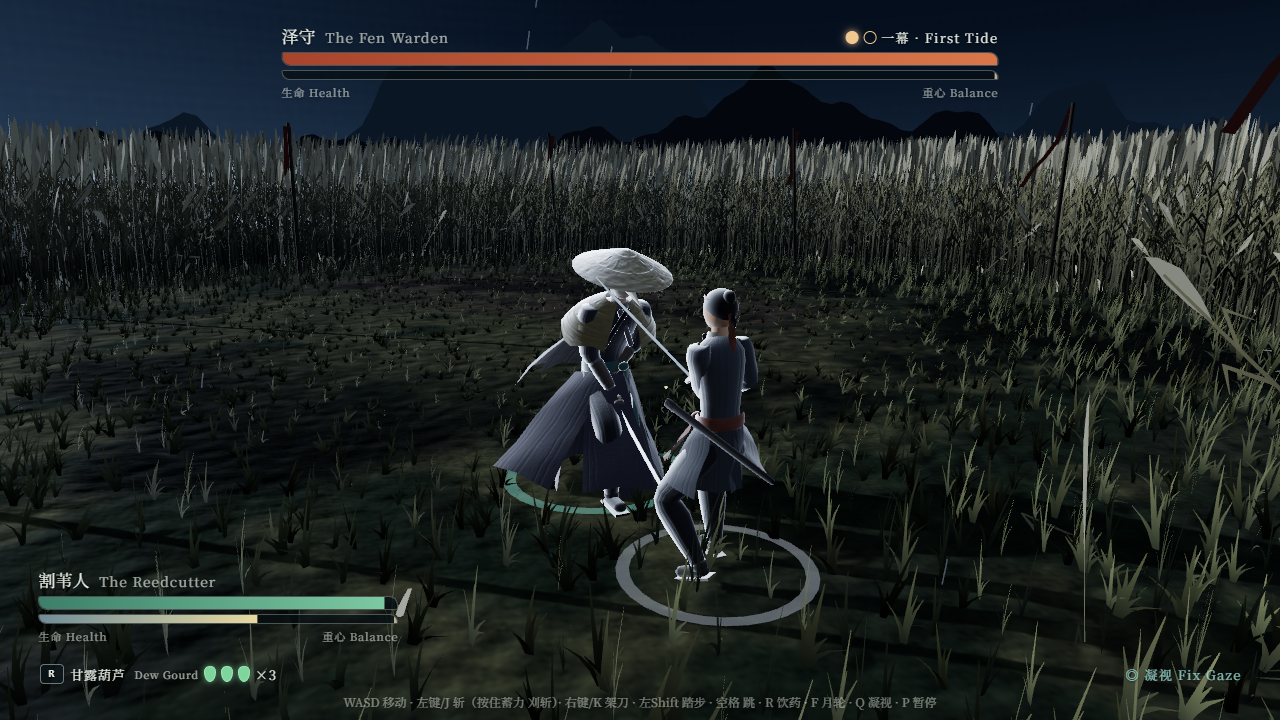 泽守 The Fen Warden
一幕 · First Tide
生命 Health
重心 Balance
割苇人 The Reedcutter
生命 Health
重心 Balance
R 甘露葫芦 Dew Gourd ×3
凝视 Fix Gaze
WASD 移动 · 左键/J 斩（按住蓄力 刈斩）· 右键/K 架刀 · 左Shift 踏步 · 空格 跳 · R 饮药 · F 月轮 · Q 凝视 · P 暂停